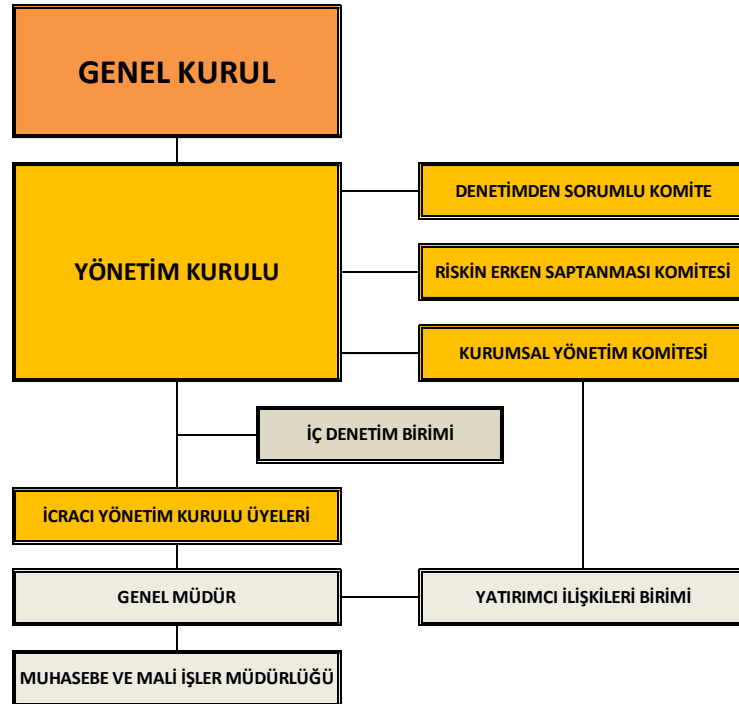 GENEL KURUL
YÖNETİM KURULU
DENETİMDEN SORUMLU KOMİTE
RİSKİN ERKEN SAPTANMASI KOMİTESİ
KURUMSAL YÖNETİM KOMİTESİ
İÇ DENETİM BİRİMİ
İCRACI YÖNETİM KURULU ÜYELERİ
GENEL MÜDÜR
YATIRIMCI İLİŞKİLERİ BİRİMİ
MUHASEBE VE MALİ İŞLER MÜDÜRLÜĞÜ